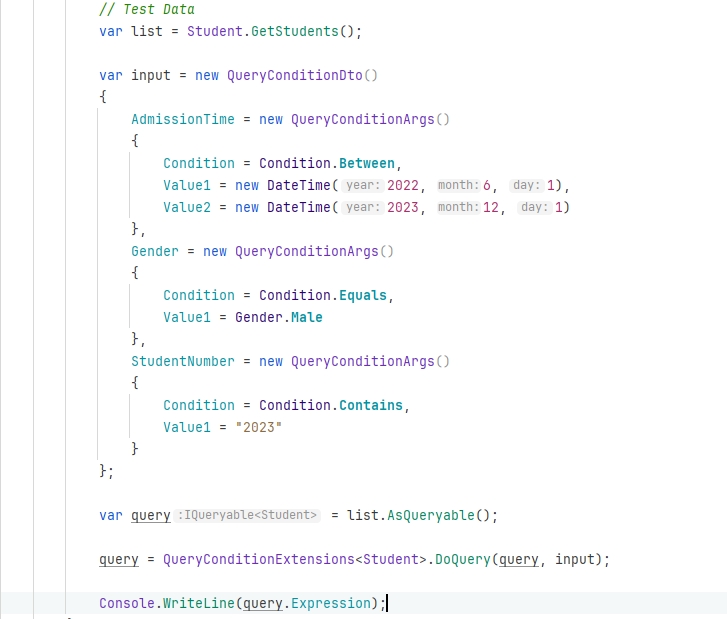 // Test Data
var list = Student.GetStudents();
var input = new QueryConditionDto()
{
AdmissionTime = new QueryConditionArgs()
{
Condition = Condition.Between,
Value1 = new DateTime( year: 2022, month: 6, day: 1),
Value2 = new DateTime( year: 2023, month: 12, day: 1)
},
Gender = new QueryConditionArgs()
{
Condition = Condition.Equals,
Value1 = Gender.Male
},
StudentNumber = new QueryConditionArgs()
{
Condition = Condition.Contains,
Value1 = "2023"
}
};
var query :IQueryable<Student> = list.AsQueryable();
query = QueryConditionExtensions<Student>.DoQuery(query, input);
Console.WriteLine(query.Expression);